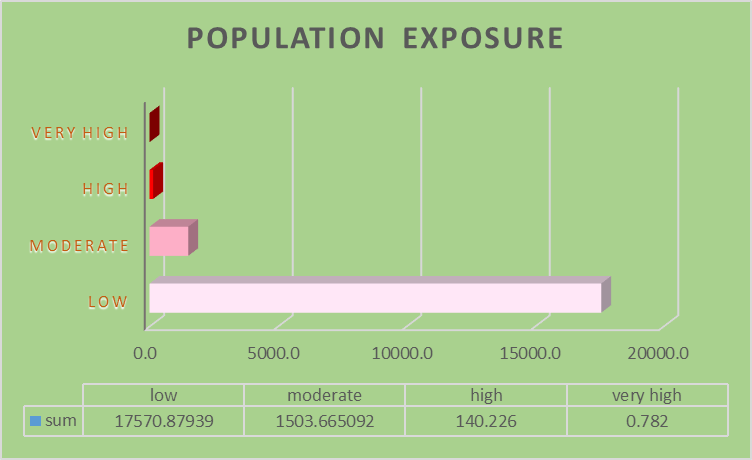 POPULATION EXPOSURE
VERY HIGH
HIGH
MODERATE
LOW
0.0 5000.0 10000.0 15000.0 20000.0
low moderate high very high
sum 17570.87939 1503.665092 140.226 0.782